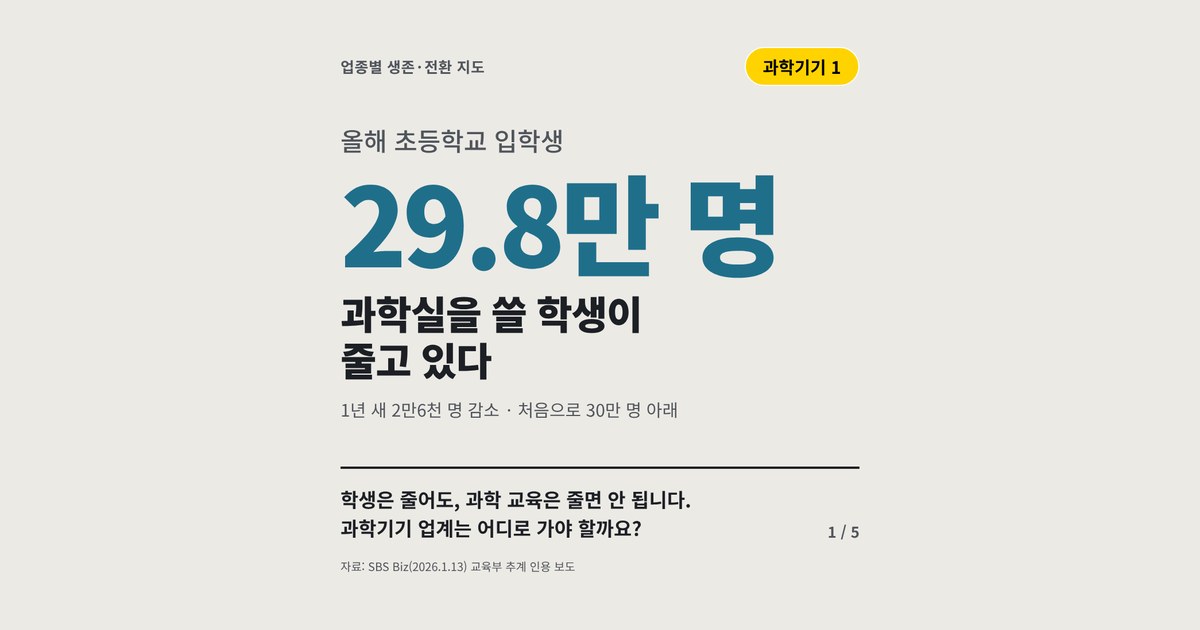 업종별 생존·전환 지도
과학기기 1
올해 초등학교 입학생
29.8만 명
과학실을 쓸 학생이
줄고 있다
1년 새 2만6천 명 감소 · 처음으로 30만 명 아래
학생은 줄어도, 과학 교육은 줄면 안 됩니다.
과학기기 업계는 어디로 가야 할까요?
1 / 5
자료: SBS Biz(2026.1.13) 교육부 추계 인용 보도